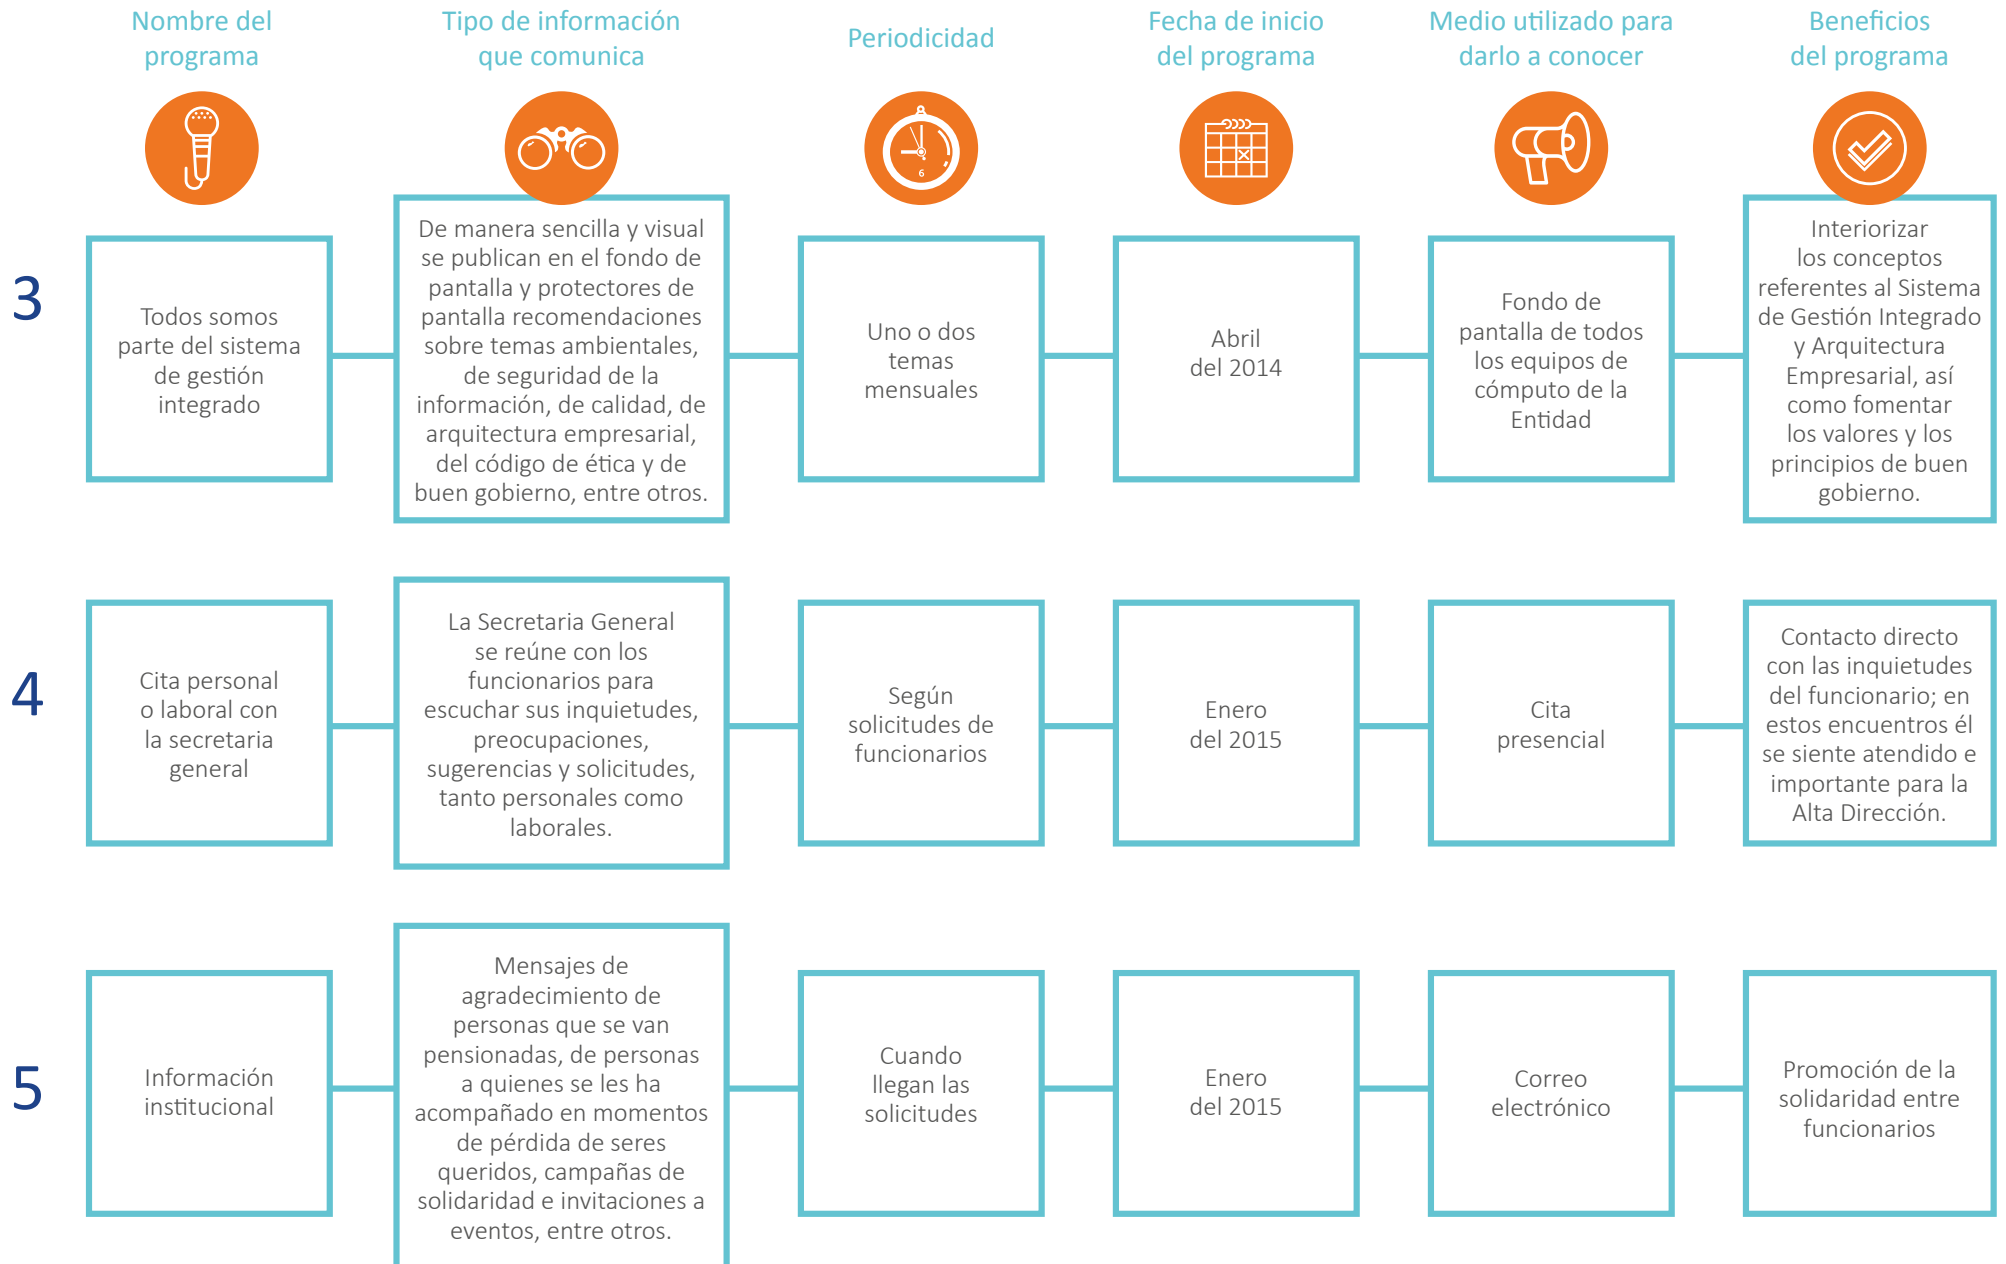 Nombre del
programa
Tipo de información
que comunica
Periodicidad
Fecha de inicio
del programa
Medio utilizado para
darlo a conocer
Beneficios
del programa
6
3
Todos somos
parte del sistema
de gestión
integrado
De manera sencilla y visual
se publican en el fondo de
pantalla y protectores de
pantalla recomendaciones
sobre temas ambientales,
de seguridad de la
información, de calidad, de
arquitectura empresarial,
del código de ética y de
buen gobierno, entre otros.
Uno o dos
temas
mensuales
Abril
del 2014
Fondo de
pantalla de todos
los equipos de
cómputo de la
Entidad
Interiorizar
los conceptos
referentes al Sistema
de Gestión Integrado
y Arquitectura
Empresarial, así
como fomentar
los valores y los
principios de buen
gobierno.
4
Cita personal
o laboral con
la secretaria
general
La Secretaria General
se reúne con los
funcionarios para
escuchar sus inquietudes,
preocupaciones,
sugerencias y solicitudes,
tanto personales como
laborales.
Según
solicitudes de
funcionarios
Enero
del 2015
Cita
presencial
Contacto directo
con las inquietudes
del funcionario; en
estos encuentros él
se siente atendido e
importante para la
Alta Dirección.
5
Información
institucional
Mensajes de
agradecimiento de
personas que se van
pensionadas, de personas
a quienes se les ha
acompañado en momentos
de pérdida de seres
queridos, campañas de
solidaridad e invitaciones a
eventos, entre otros.
Cuando
llegan las
solicitudes
Enero
del 2015
Correo
electrónico
Promoción de la
solidaridad entre
funcionarios